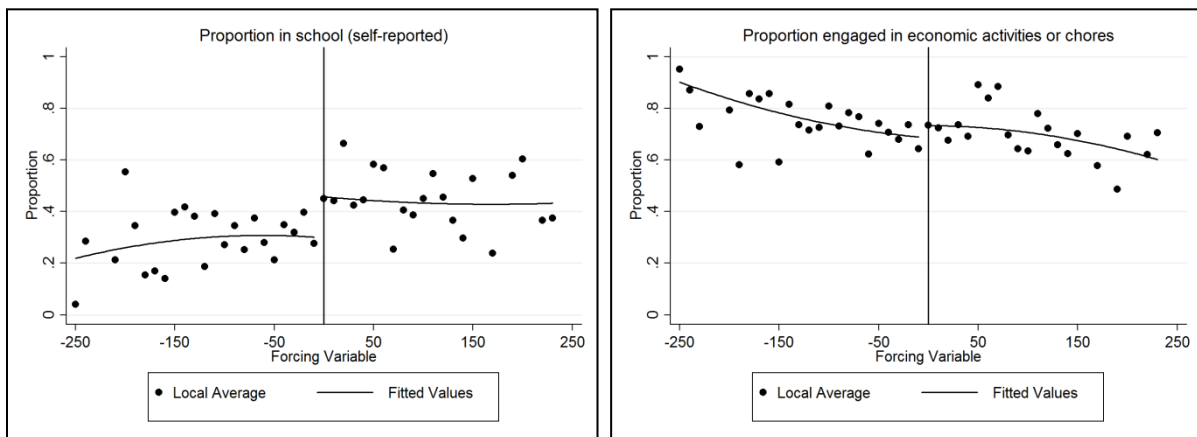 Proportion in school (self-reported)
1
.8
.6
.4
.2
0
Proportion
-250
-150
-50
50
150
250
Forcing Variable
Local Average
Fitted Values
Proportion engaged in economic activities or chores
1
.8
.6
.4
.2
0
Proportion
-250
-150
-50
50
150
250
Forcing Variable
Local Average
Fitted Values